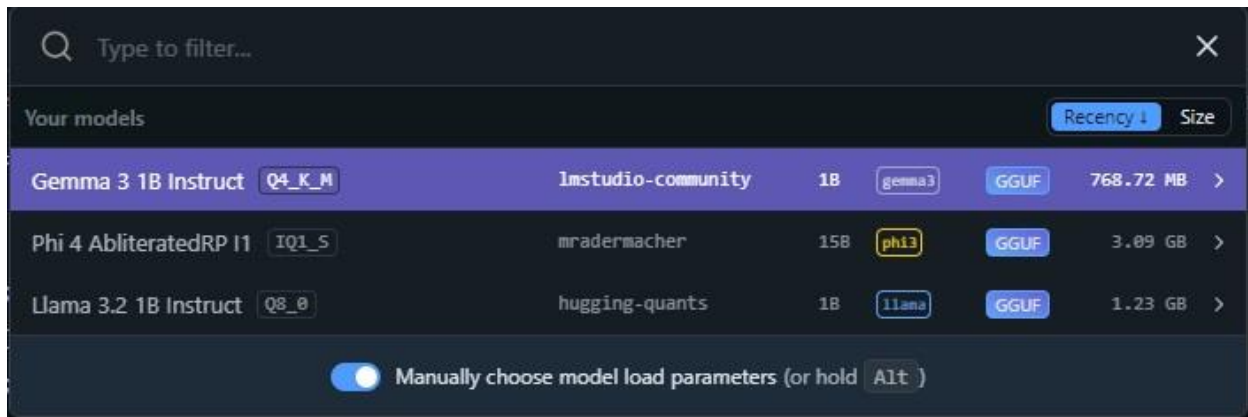 Type to filter...
Your models Recency ↓ Size
Gemma 3 1B Instruct Q4_K_M lmstudio-community 1B gemma3 GGUF 768.72 MB
Phi 4 AbliteratedRP I1 IQ1_S mradermacher 15B phi3 GGUF 3.09 GB
Llama 3.2 1B Instruct Q8_0 hugging-quants 1B llama GGUF 1.23 GB
Manually choose model load parameters (or hold Alt )